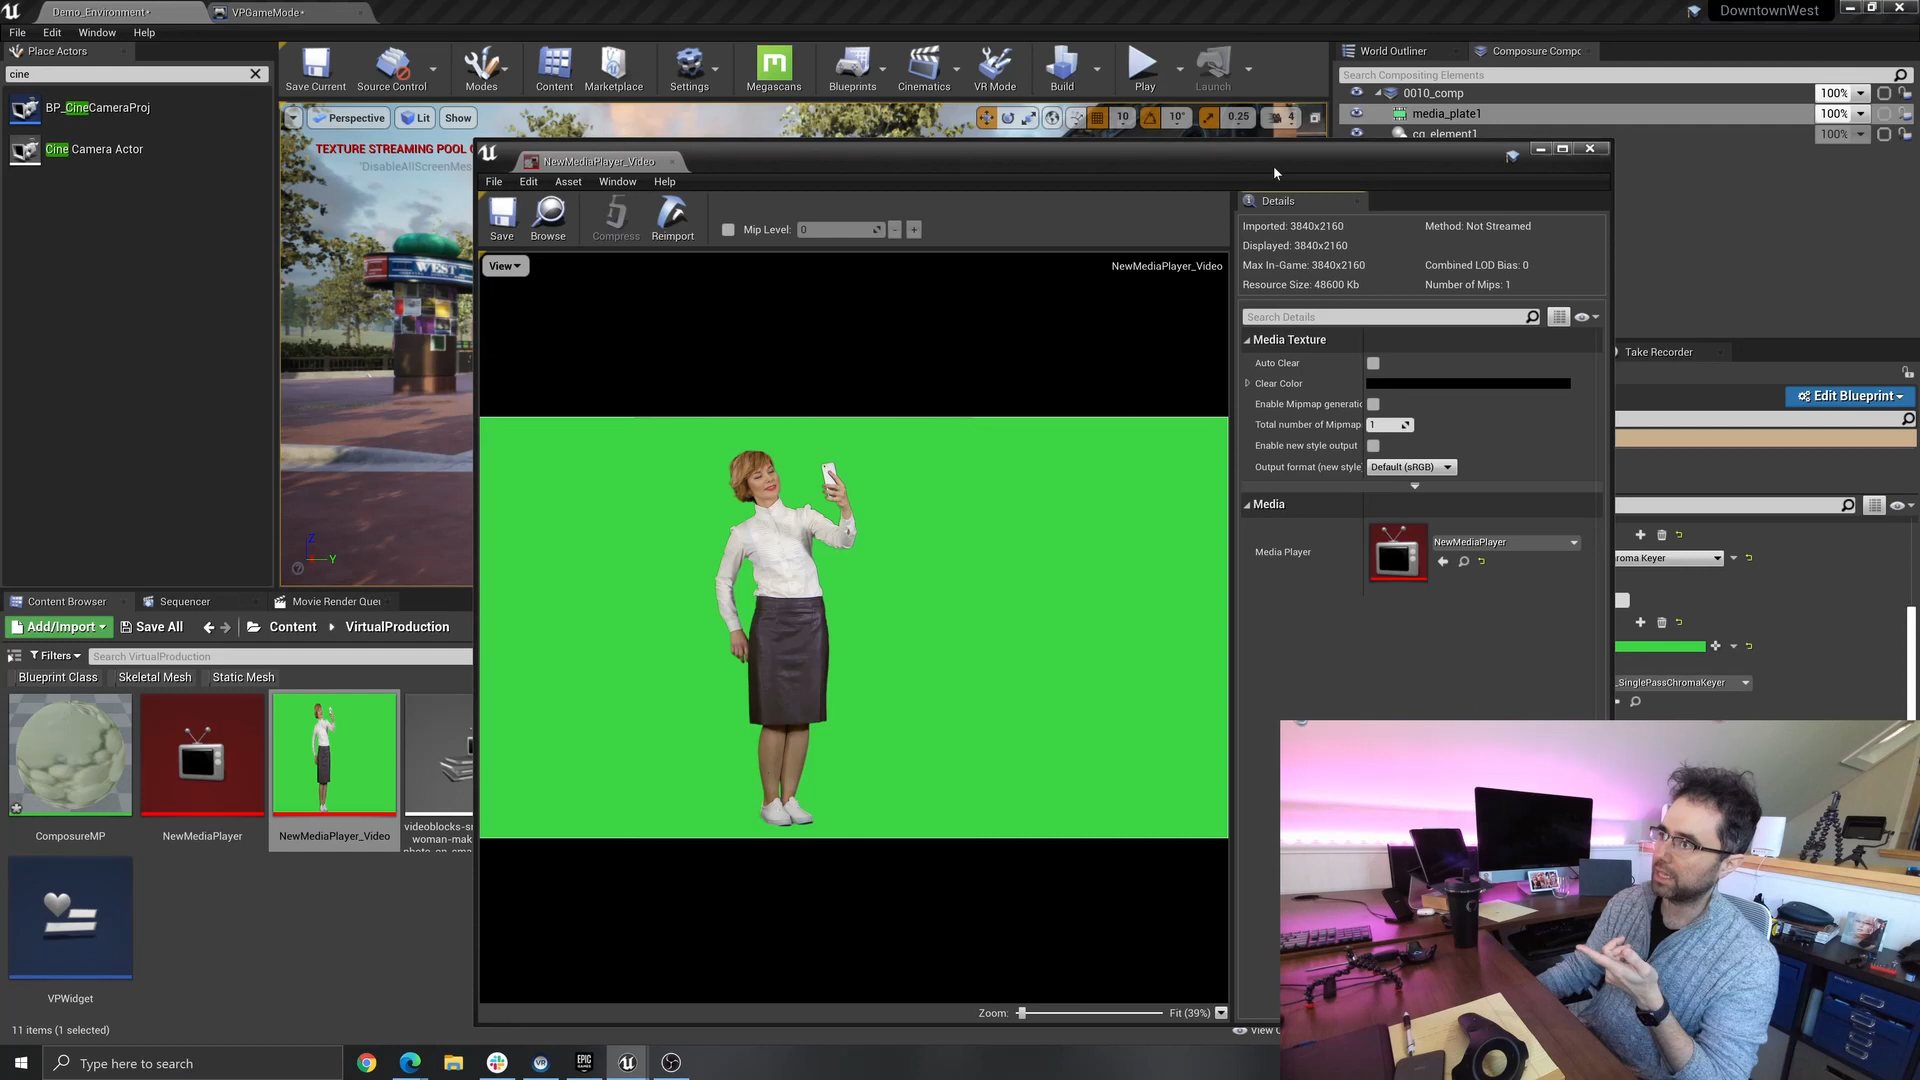 Demo_Environment*
VPGameMode*
DowntownWest
File Edit Window Help
Place Actors
World Outliner
Composure Compc
cine
Search Compositing Elements
BP_CineCameraProj
Cine Camera Actor
Save Current
Source Control
Modes
Content
Marketplace
Settings
Megascans
Blueprints
Cinematics
VR Mode
Build
Play
Launch
0010_comp
100%
media_plate1
100%
cg_element1
100%
Perspective
Lit
Show
10
10°
0.25
4
TEXTURE STREAMING POOL
'DisableAllScreenMes
WEST
Z
Y
NewMediaPlayer_Video
File Edit Asset Window Help
Save
Browse
Compress
Reimport
Mip Level: 0
View
NewMediaPlayer_Video
Details
Imported: 3840x2160
Method: Not Streamed
Displayed: 3840x2160
Max In-Game: 3840x2160
Combined LOD Bias: 0
Resource Size: 48600 Kb
Number of Mips: 1
Search Details
Media Texture
Auto Clear
Clear Color
Enable Mipmap generatic
Total number of Mipmap 1
Enable new style output
Output format (new style) Default (sRGB)
Media
Media Player
NewMediaPlayer
Take Recorder
Edit Blueprint
roma Keyer
_SinglePassChromaKeyer
Content Browser
Sequencer
Movie Render Queu
Add/Import
Save All
Content
VirtualProduction
Filters
Search VirtualProduction
Blueprint Class
Skeletal Mesh
Static Mesh
ComposureMP
NewMediaPlayer
NewMediaPlayer_Video
videoblocks-sr
woman-mak
photo_on_sma
VPWidget
11 items (1 selected)
Zoom:
Fit (39%)
View O
Type here to search
EPIC
GAMES